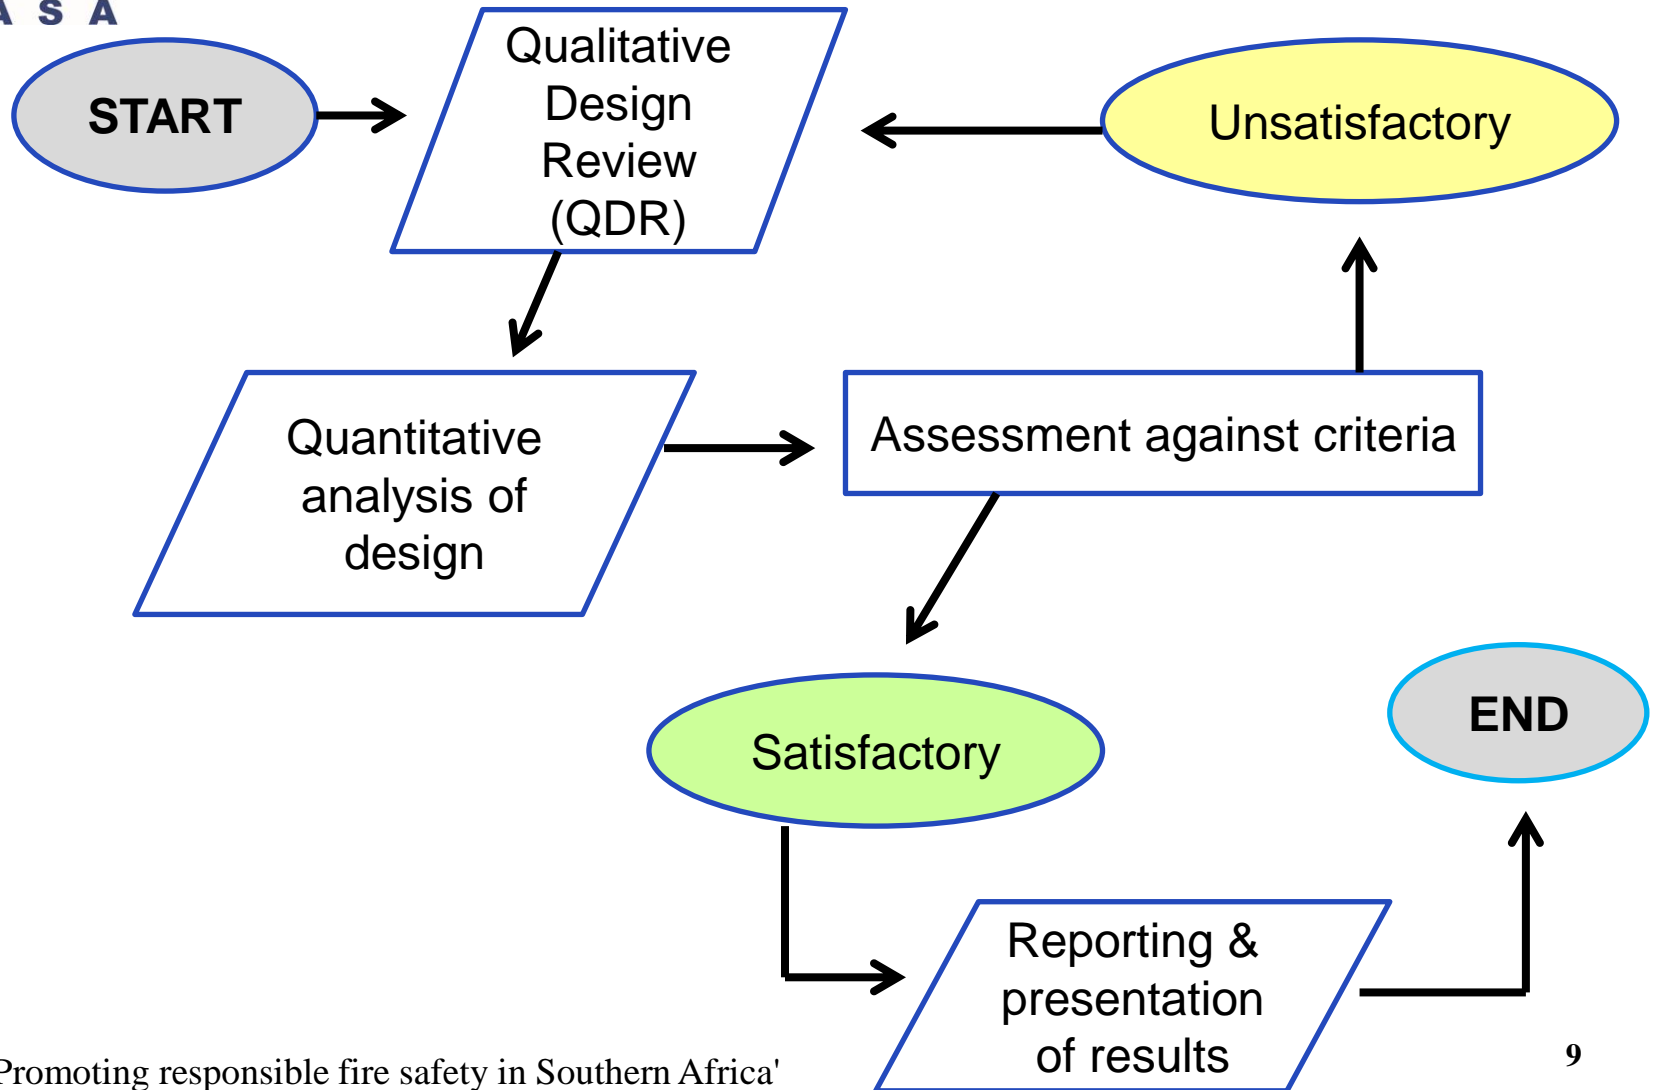 A S A
START
Qualitative
Design
Review
(QDR)
Unsatisfactory
Quantitative
analysis of
design
Assessment against criteria
Satisfactory
END
Reporting &
presentation
of results
Promoting responsible fire safety in Southern Africa'
9